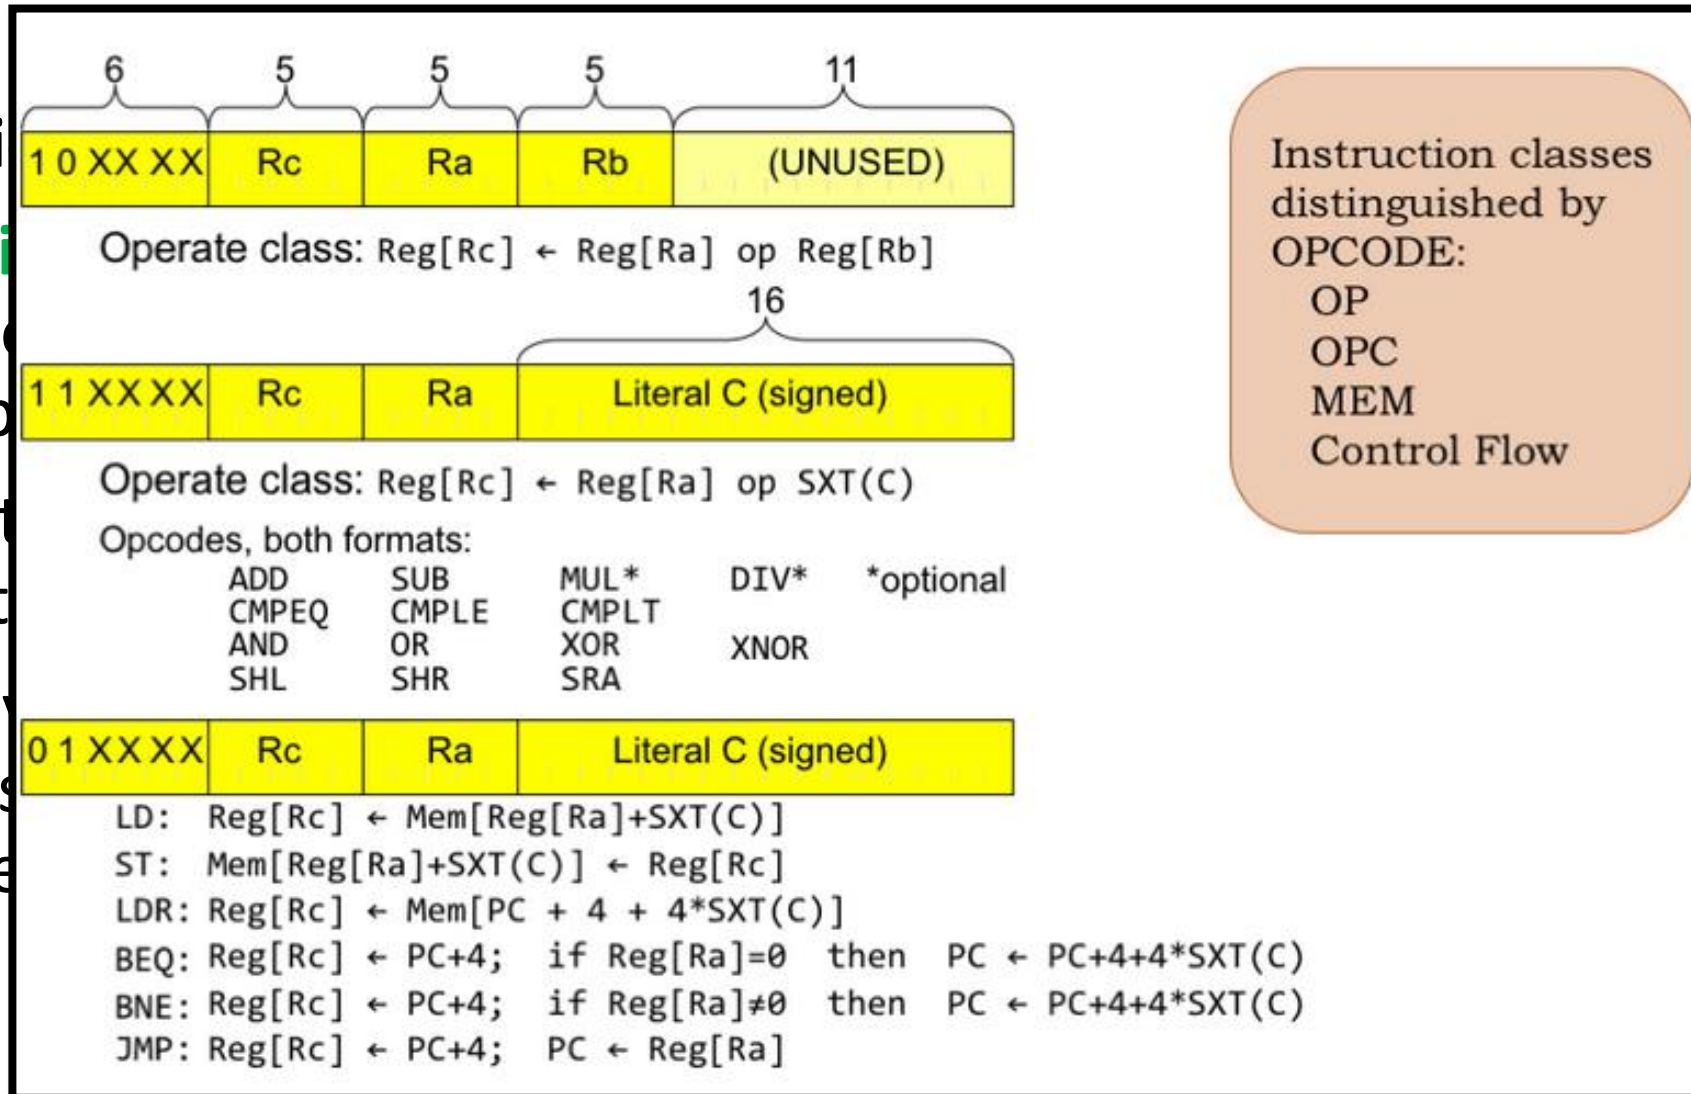 6 5 5 5 11
1 0 XX XX Rc Ra Rb (UNUSED)
Operate class: Reg[Rc] ← Reg[Ra] op Reg[Rb]
16
1 1 XX XX Rc Ra Literal C (signed)
Operate class: Reg[Rc] ← Reg[Ra] op SXT(C)
Opcodes, both formats:
ADD SUB MUL* DIV* *optional
CMPEQ CMPLE CMPLT
AND OR XOR XNOR
SHL SHR SRA
0 1 XX XX Rc Ra Literal C (signed)
LD: Reg[Rc] ← Mem[Reg[Ra]+SXT(C)]
ST: Mem[Reg[Ra]+SXT(C)] ← Reg[Rc]
LDR: Reg[Rc] ← Mem[PC + 4 + 4*SXT(C)]
BEQ: Reg[Rc] ← PC+4; if Reg[Ra]=0 then PC ← PC+4+4*SXT(C)
BNE: Reg[Rc] ← PC+4; if Reg[Ra]≠0 then PC ← PC+4+4*SXT(C)
JMP: Reg[Rc] ← PC+4; PC ← Reg[Ra]
Instruction classes
distinguished by
OPCODE:
OP
OPC
MEM
Control Flow